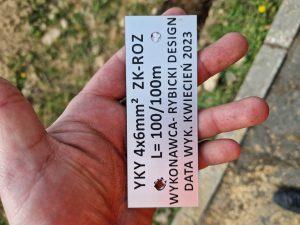 YKY 4x6mm² ZK-ROZ
L= 100/100m
WYKONAWCA- RYBICKI DESIGN
DATA WYK. KWIECIEŃ 2023